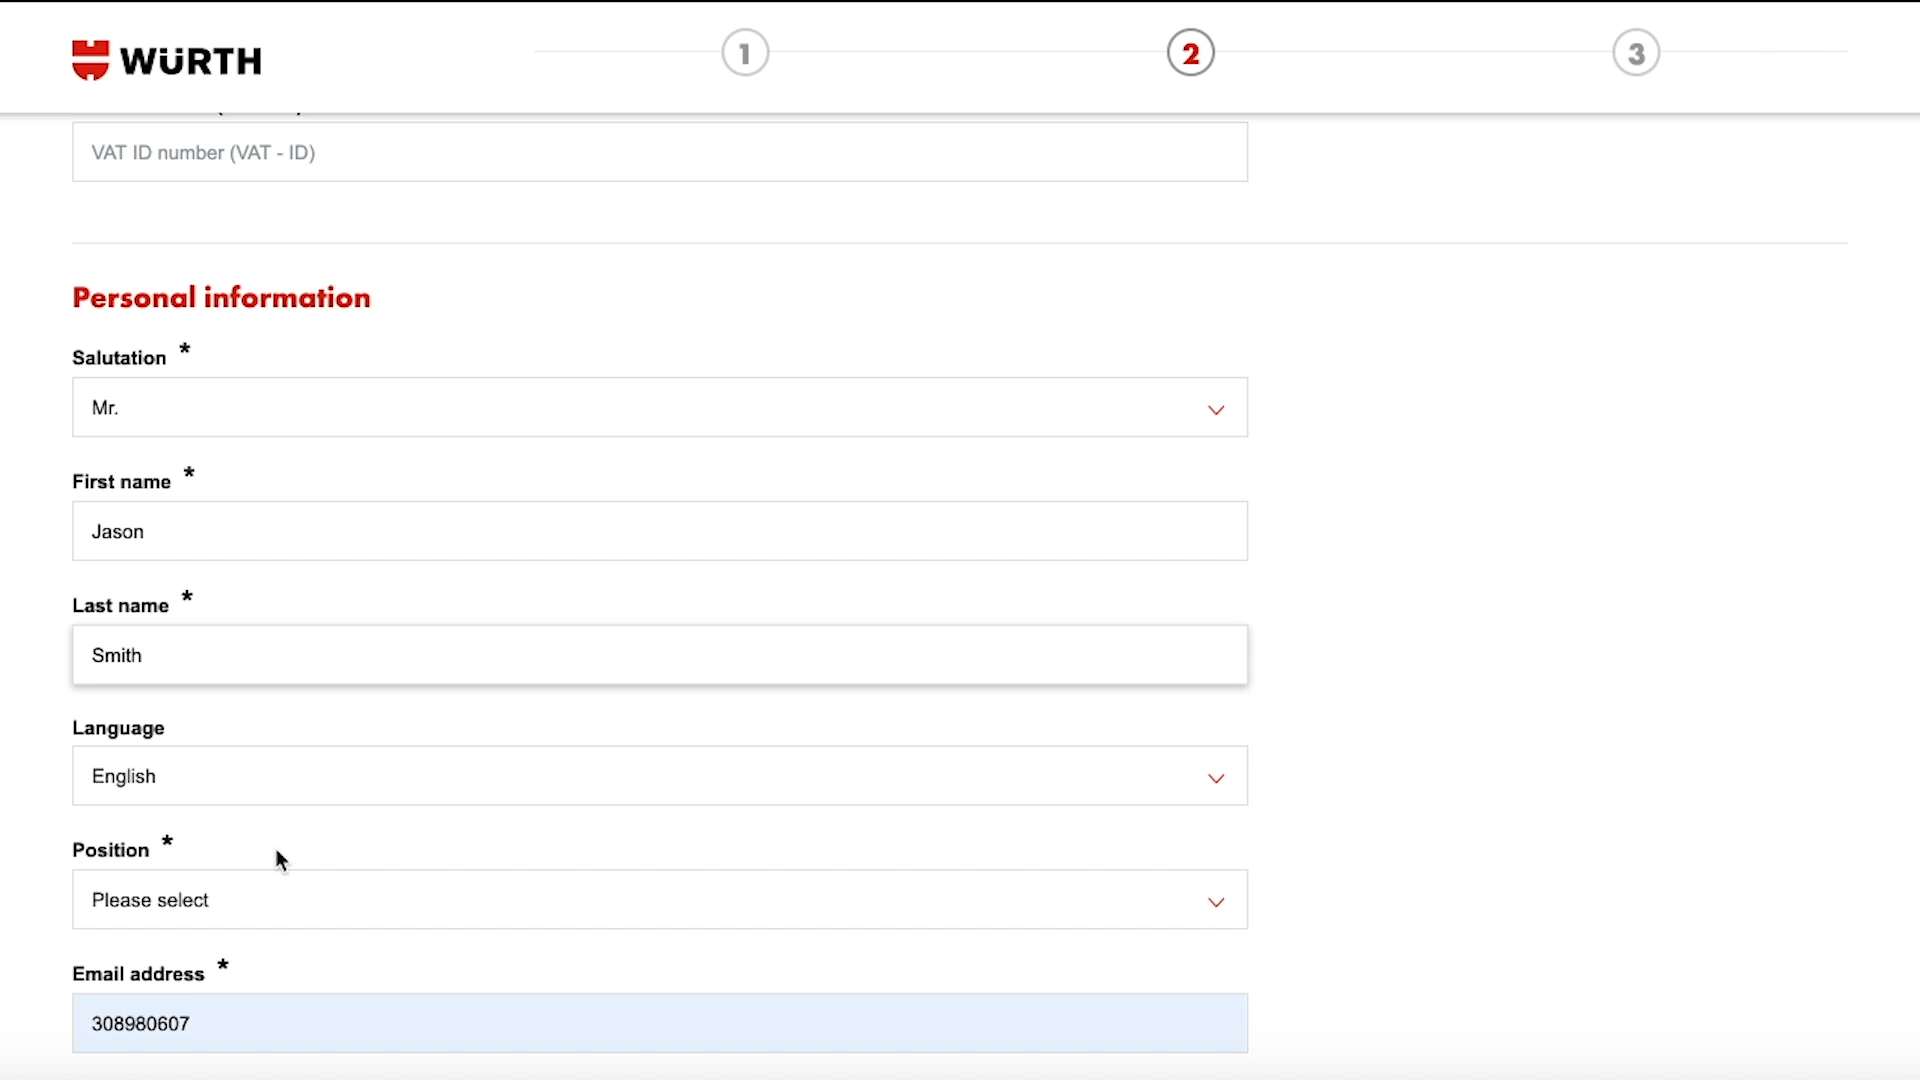 WÜRTH
1
2
3
VAT ID number (VAT - ID)
Personal information
Salutation *
Mr.
First name *
Jason
Last name *
Smith
Language
English
Position *
Please select
Email address *
308980607